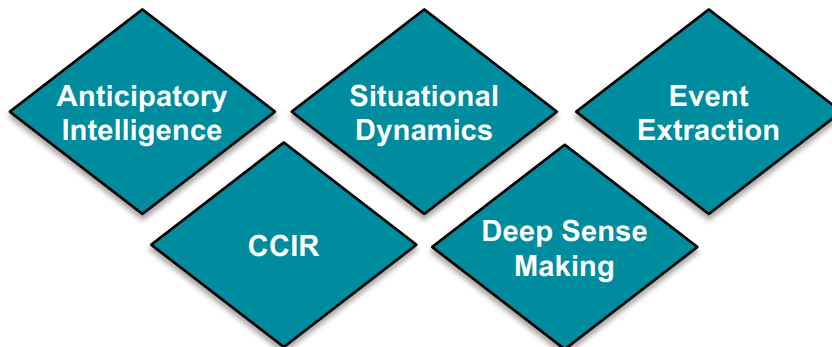 Anticipatory
Intelligence
Situational
Dynamics
Event
Extraction
CCIR
Deep Sense
Making